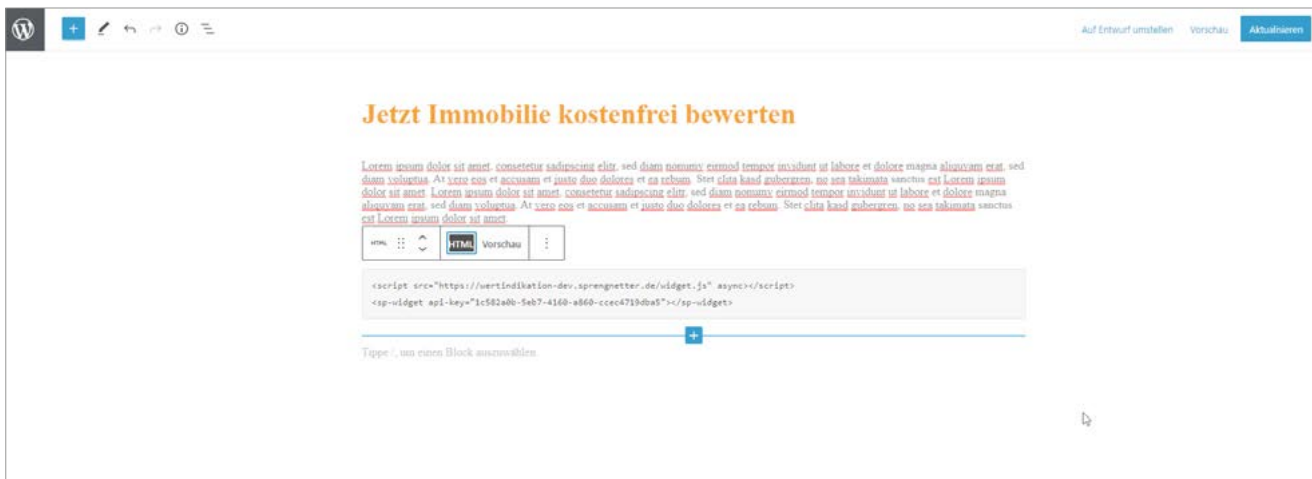 Auf Entwurf umstellen Vorschau Aktualisieren
Jetzt Immobilie kostenfrei bewerten
Lorem ipsum dolor sit amet, consetetur sadipscing elitr, sed diam nonumy eirmod tempor invidunt ut labore et dolore magna aliquyam erat, sed
diam voluptua. At vero eos et accusam et justo duo dolores et ea rebum. Stet clita kasd gubergren, no sea takimata sanctus est Lorem ipsum
dolor sit amet. Lorem ipsum dolor sit amet, consetetur sadipscing elitr, sed diam nonumy eirmod tempor invidunt ut labore et dolore magna
aliquyam erat, sed diam voluptua. At vero eos et accusam et justo duo dolores et ea rebum. Stet clita kasd gubergren, no sea takimata sanctus
est Lorem ipsum dolor sit amet.
HTML HTML Vorschau
<script src="https://wertindikation-dev.sprengnetter.de/widget.js" async></script>
<sp-widget api-key="1c582a0b-5eb7-4160-a860-ccec4719dba5"></sp-widget>
Tippe /, um einen Block auszuwählen